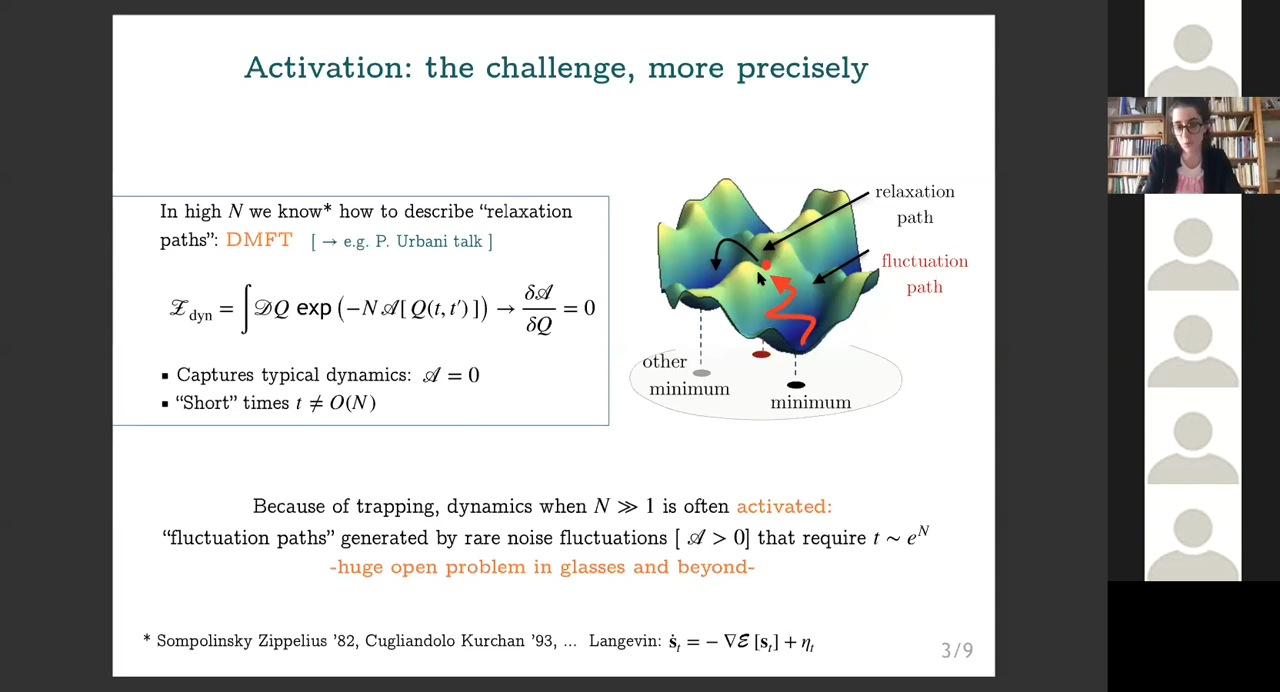 Activation: the challenge, more precisely
In high N we know* how to describe “relaxation
paths”: DMFT [ → e.g. P. Urbani talk ]
𝒵_dyn = ∫ 𝒟Q exp (−N 𝒜[ Q(t, t′) ]) → δ𝒜/δQ = 0
▪ Captures typical dynamics: 𝒜 = 0
▪ “Short” times t ≠ O(N)
relaxation
path
fluctuation
path
other
minimum
minimum
Because of trapping, dynamics when N ≫ 1 is often activated:
“fluctuation paths” generated by rare noise fluctuations [ 𝒜 > 0] that require t ∼ e^N
-huge open problem in glasses and beyond-
* Sompolinsky Zippelius ’82, Cugliandolo Kurchan ’93, ... Langevin: ṡ_t = − ∇ℰ [s_t] + η_t
3/9